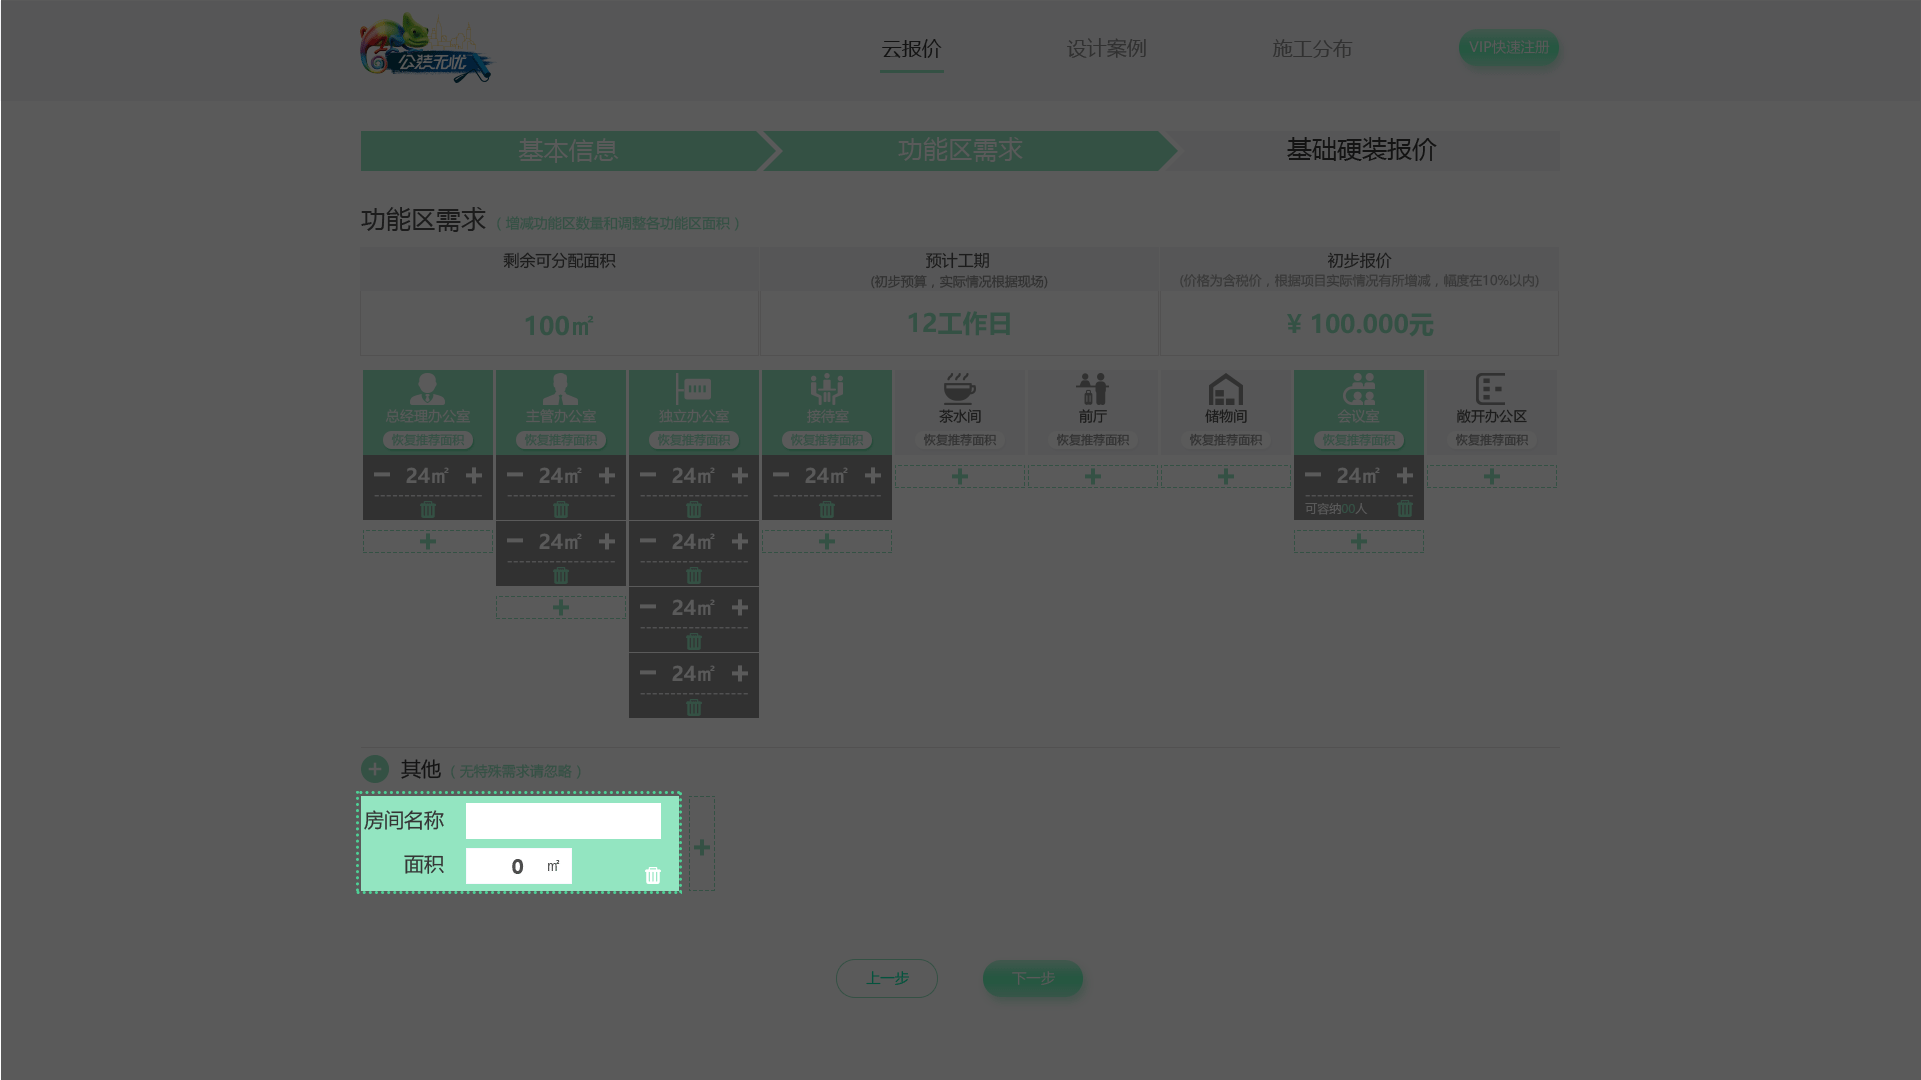 公装无忧
云报价 设计案例 施工分布 VIP快速注册
基本信息 功能区需求 基础硬装报价
功能区需求（增减功能区数量和调整各功能区面积）
剩余可分配面积 预计工期 初步报价
(初步预算，实际情况根据现场) (价格为含税价，根据项目实际情况有所增减，幅度在10%以内)
100㎡ 12工作日 ¥ 100.000元
总经理办公室 主管办公室 独立办公室 接待室 茶水间 前厅 储物间 会议室 敞开办公区
恢复推荐面积 恢复推荐面积 恢复推荐面积 恢复推荐面积 恢复推荐面积 恢复推荐面积 恢复推荐面积 恢复推荐面积 恢复推荐面积
24㎡ 24㎡ 24㎡ 24㎡ 24㎡
可容纳00人
24㎡ 24㎡
24㎡
24㎡
其他（无特殊需求请忽略）
房间名称
面积 0 ㎡
上一步 下一步